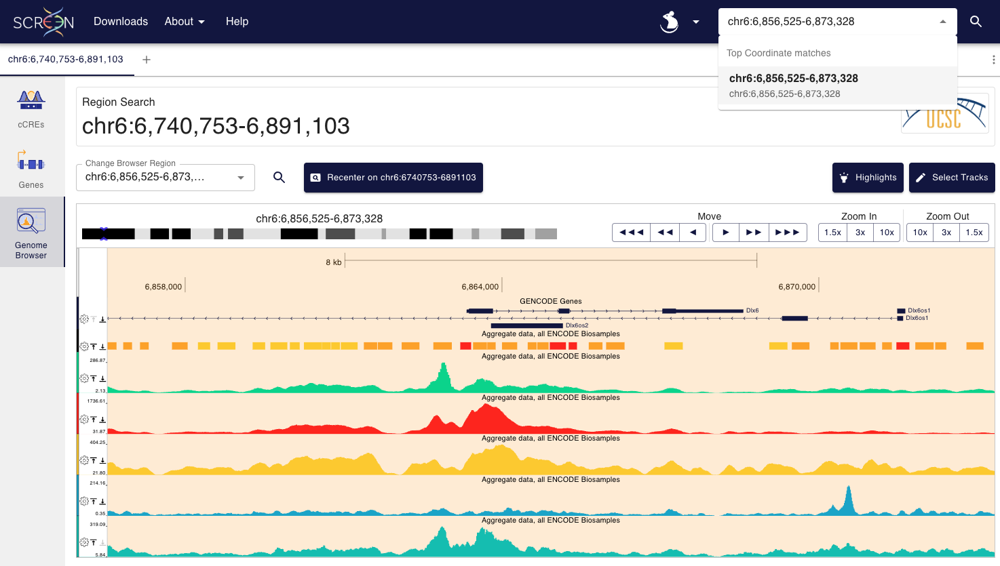 SCREEN
Downloads
About
Help
chr6:6,856,525-6,873,328
Top Coordinate matches
chr6:6,856,525-6,873,328
chr6:6,856,525-6,873,328
chr6:6,740,753-6,891,103
cCREs
Genes
Genome
Browser
Region Search
chr6:6,740,753-6,891,103
UCSC
Change Browser Region
chr6:6,856,525-6,873,...
Recenter on chr6:6740753-6891103
Highlights
Select Tracks
chr6:6,856,525-6,873,328
Move
Zoom In
1.5x
3x
10x
Zoom Out
10x
3x
1.5x
8 kb
6,858,000
6,864,000
6,870,000
GENCODE Genes
Dlx6
Dlx6os1
Dlx6os1
Dlx6os2
Aggregate data, all ENCODE Biosamples
Aggregate data, all ENCODE Biosamples
286.87
2.13
Aggregate data, all ENCODE Biosamples
1736.61
31.87
Aggregate data, all ENCODE Biosamples
404.25
21.80
Aggregate data, all ENCODE Biosamples
214.16
0.35
Aggregate data, all ENCODE Biosamples
319.09
5.84